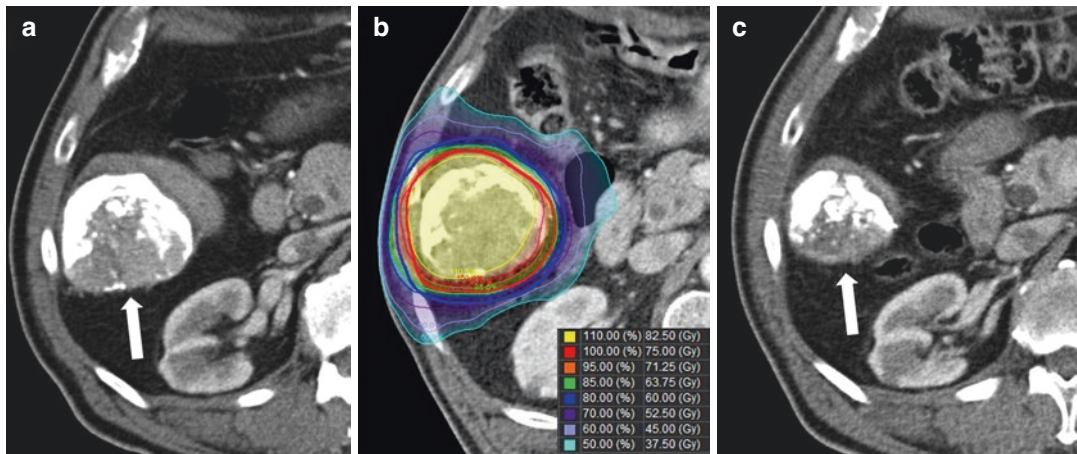 a
b
c
110.00 (%) 82.50 (Gy)
100.00 (%) 75.00 (Gy)
95.00 (%) 71.25 (Gy)
85.00 (%) 63.75 (Gy)
80.00 (%) 60.00 (Gy)
70.00 (%) 52.50 (Gy)
60.00 (%) 45.00 (Gy)
50.00 (%) 37.50 (Gy)